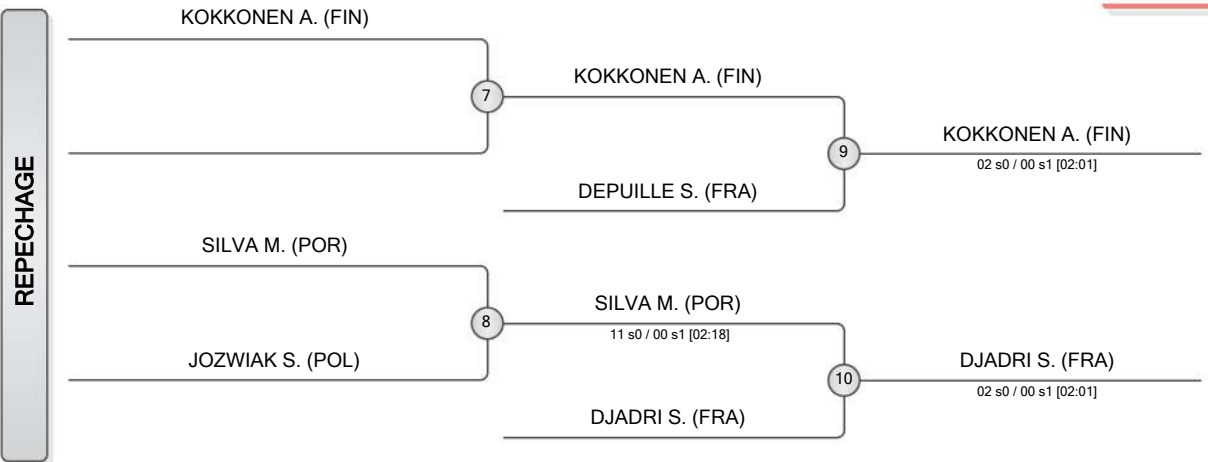 REPECHAGE
KOKKONEN A. (FIN)
7
KOKKONEN A. (FIN)
9
KOKKONEN A. (FIN)
02 s0 / 00 s1 [02:01]
DEPUILLE S. (FRA)
SILVA M. (POR)
8
SILVA M. (POR)
11 s0 / 00 s1 [02:18]
JOZWIAK S. (POL)
10
DJADRI S. (FRA)
02 s0 / 00 s1 [02:01]
DJADRI S. (FRA)